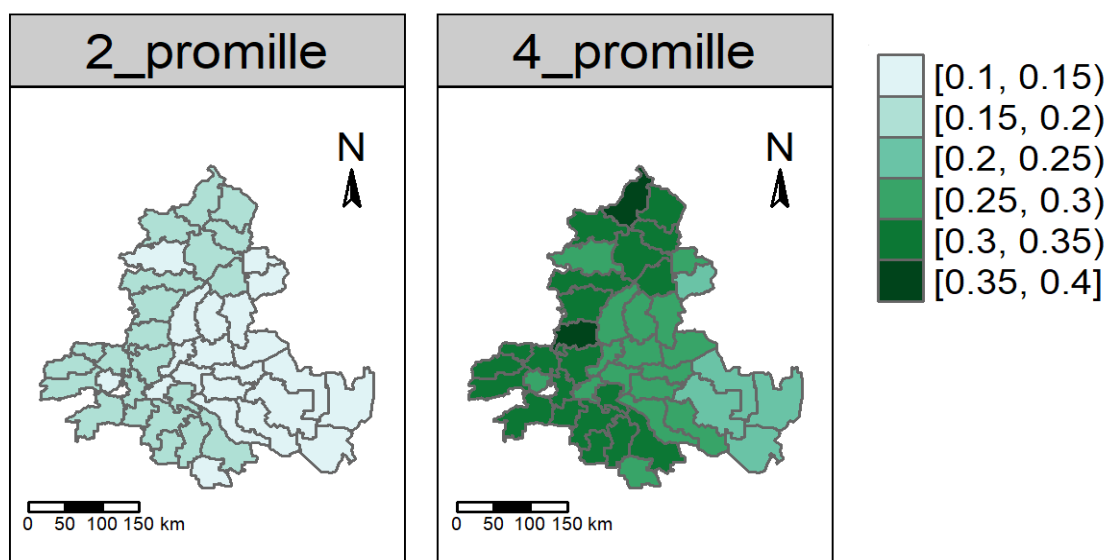 2_promille
4_promille
N
N
[0.1, 0.15)
[0.15, 0.2)
[0.2, 0.25)
[0.25, 0.3)
[0.3, 0.35)
[0.35, 0.4]
0 50 100 150 km
0 50 100 150 km